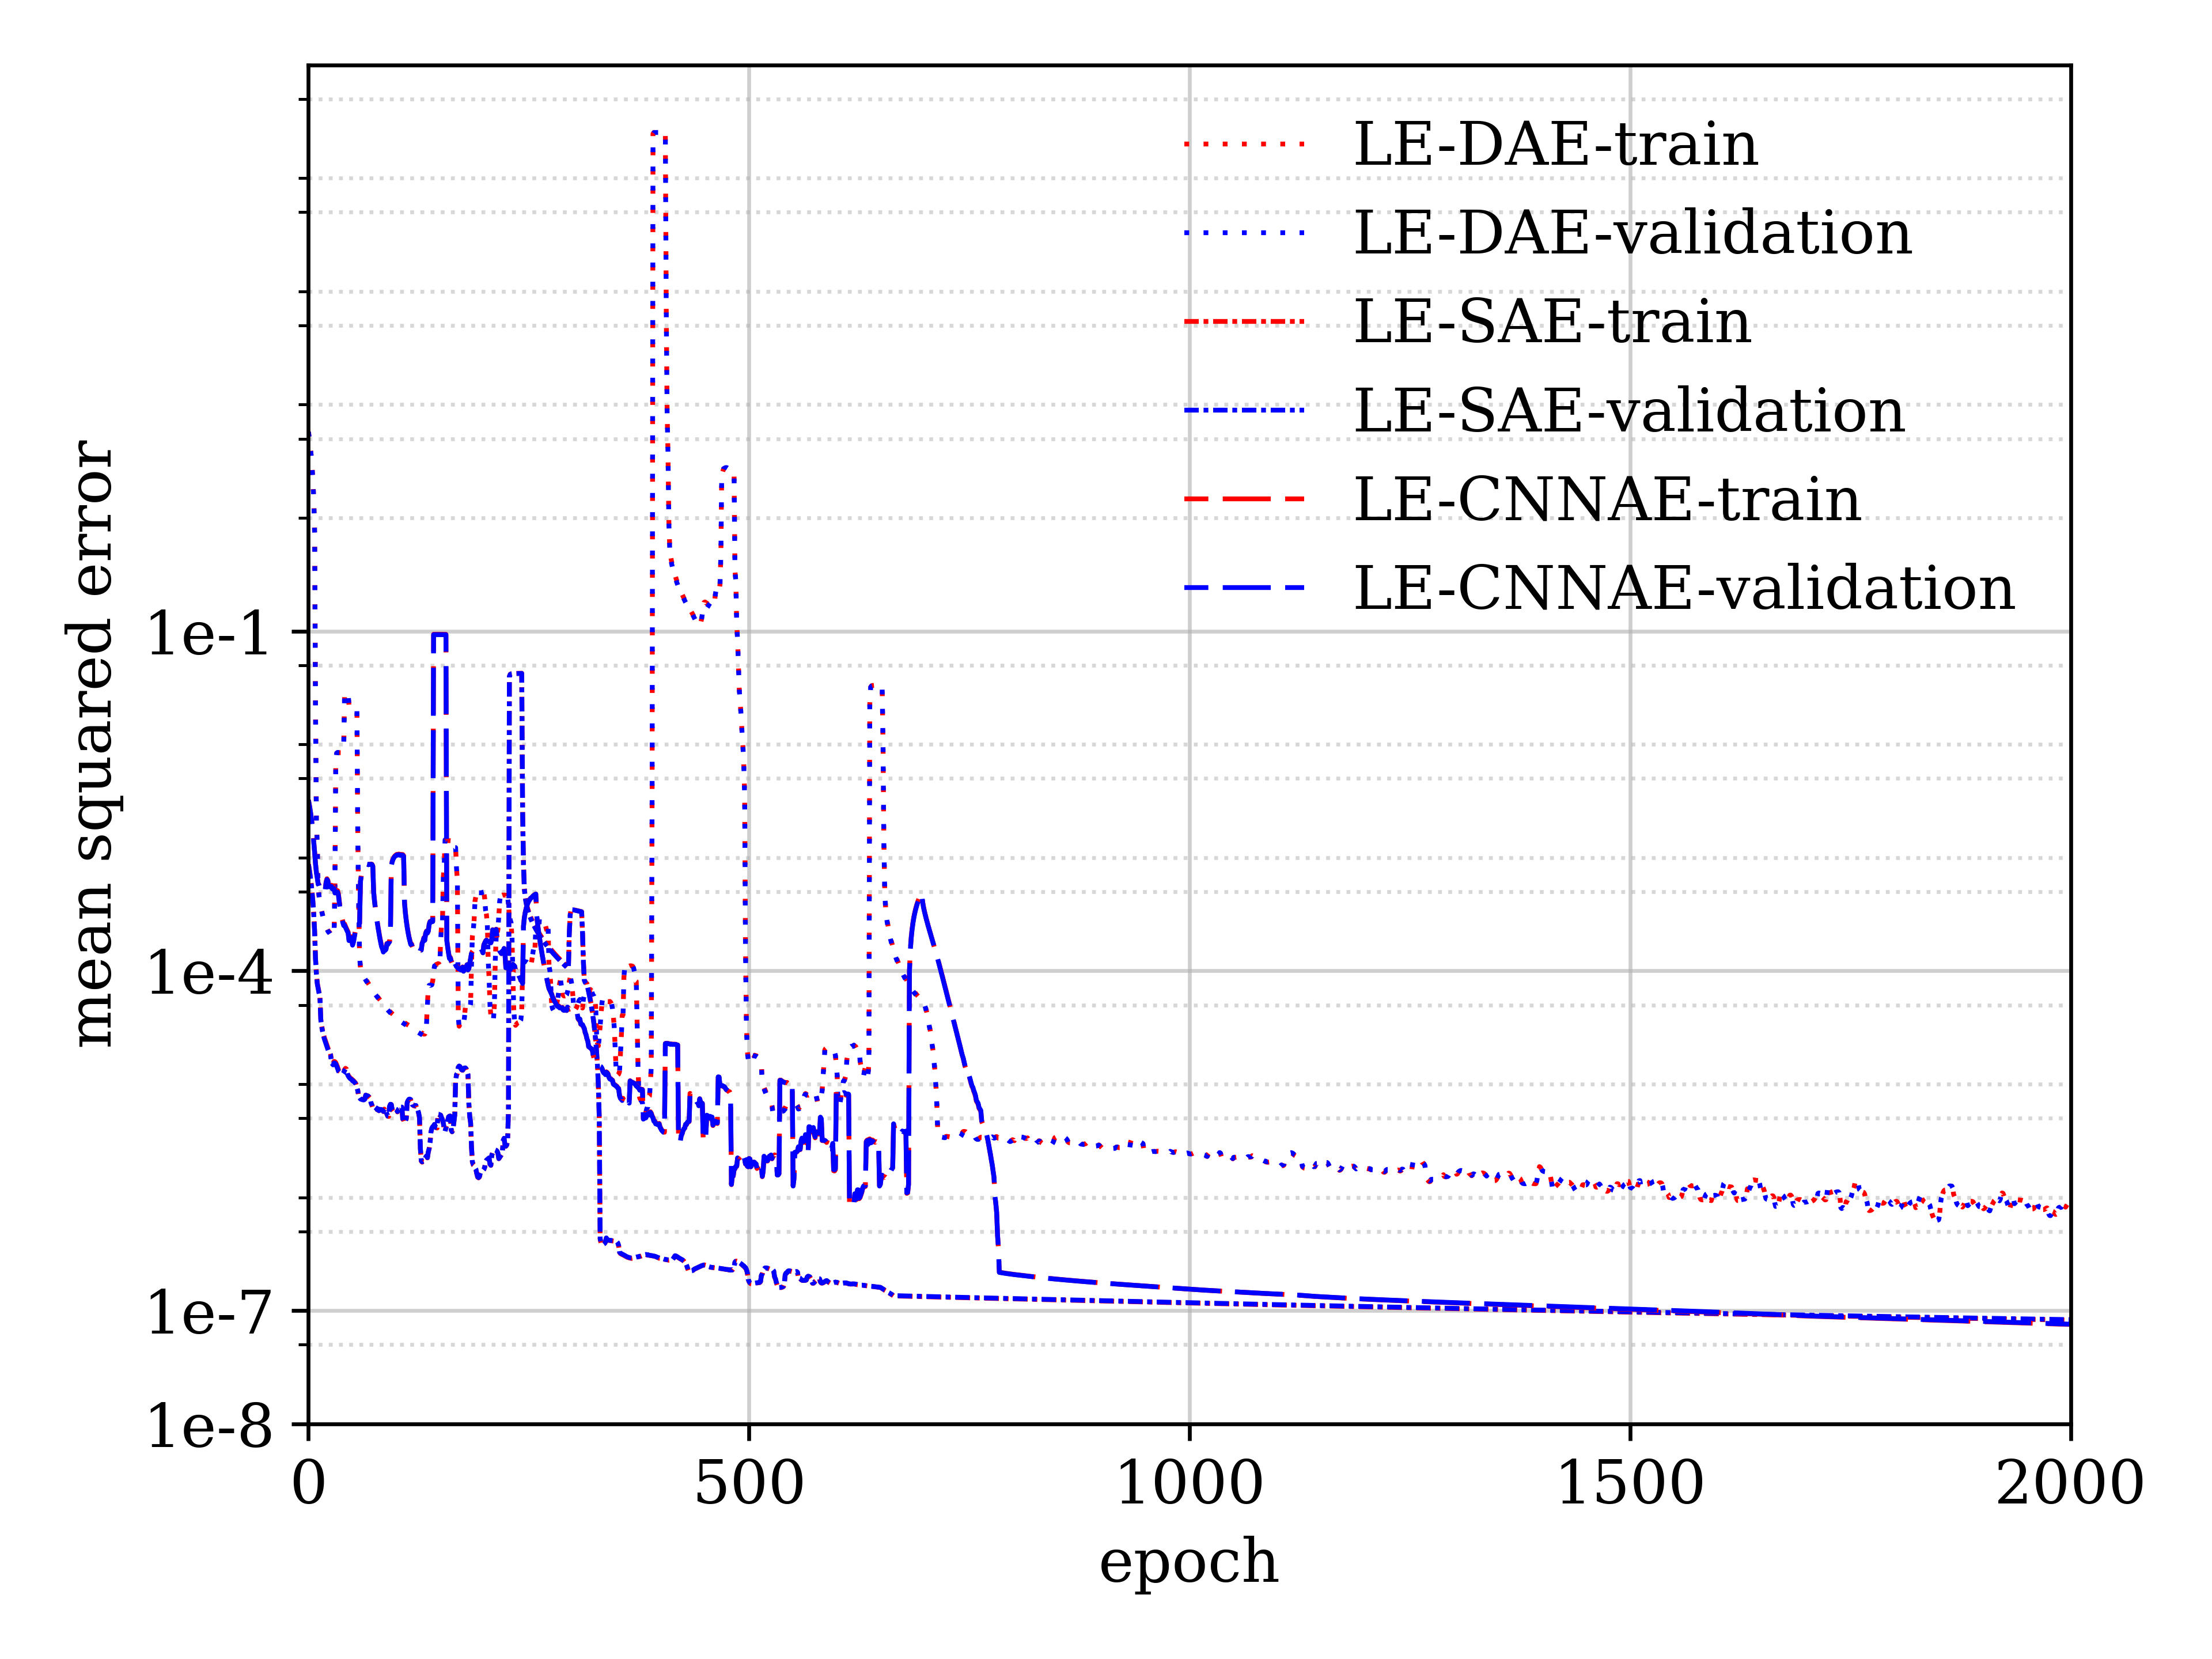 LE-DAE-train
LE-DAE-validation
LE-SAE-train
LE-SAE-validation
LE-CNNAE-train
LE-CNNAE-validation
mean squared error
1e-1
1e-4
1e-7
1e-8
0 500 1000 1500 2000
epoch